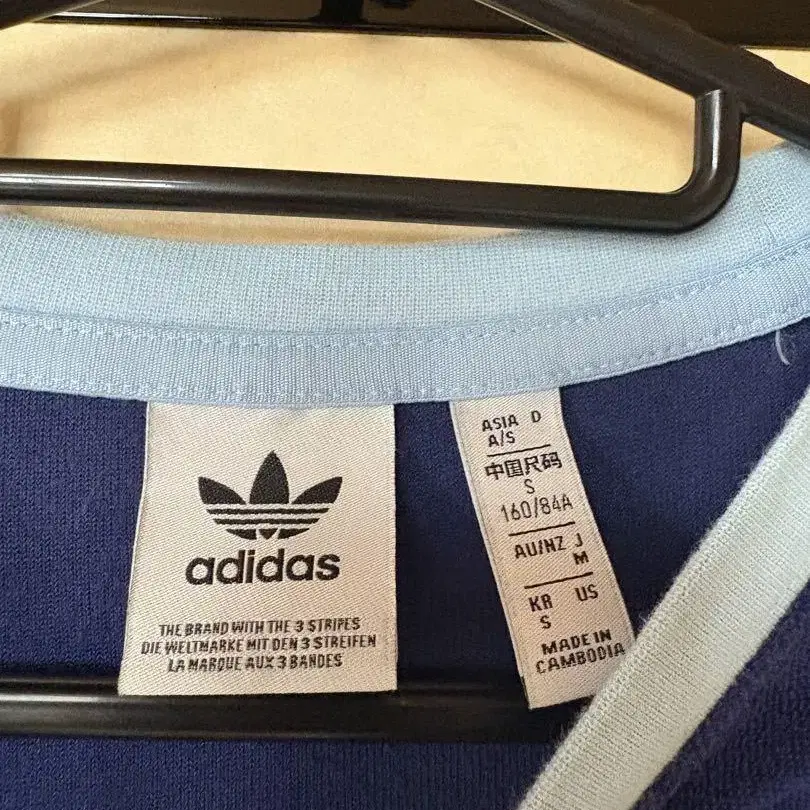 adidas
THE BRAND WITH THE 3 STRIPES
DIE WELTMARKE MIT DEN 3 STREIFEN
LA MARQUE AUX 3 BANDES
ASIA D
A/S
中国尺码
S
160/84A
AU/NZ J
M
KR US
S
MADE IN
CAMBODIA